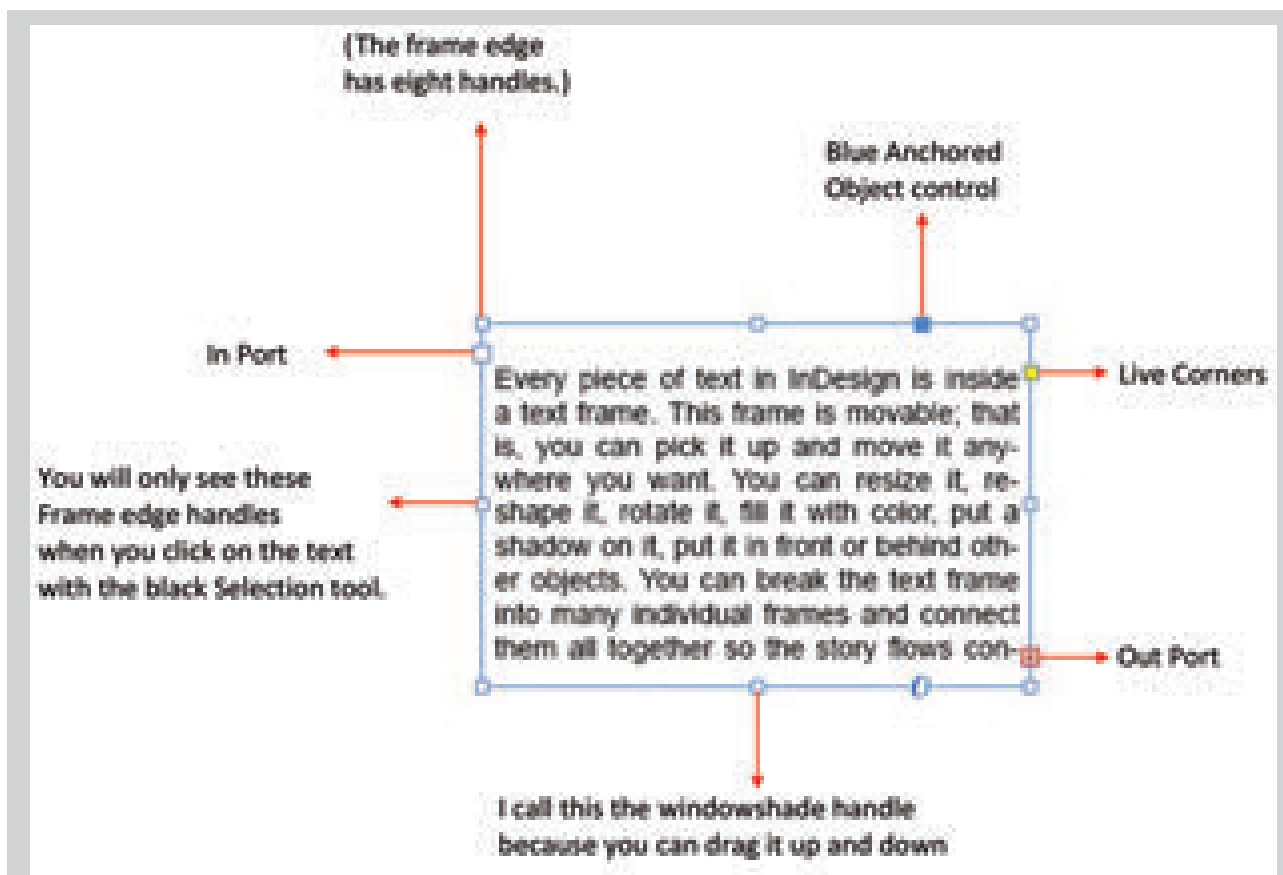 (The frame edge
has eight handles.)
Blue Anchored
Object control
In Port
Live Corners
Every piece of text in InDesign is inside
a text frame. This frame is movable; that
is, you can pick it up and move it any-
where you want. You can resize it, re-
shape it, rotate it, fill it with color, put a
shadow on it, put it in front or behind oth-
er objects. You can break the text frame
into many individual frames and connect
them all together so the story flows con-
You will only see these
Frame edge handles
when you click on the text
with the black Selection tool.
Out Port
I call this the windowshade handle
because you can drag it up and down